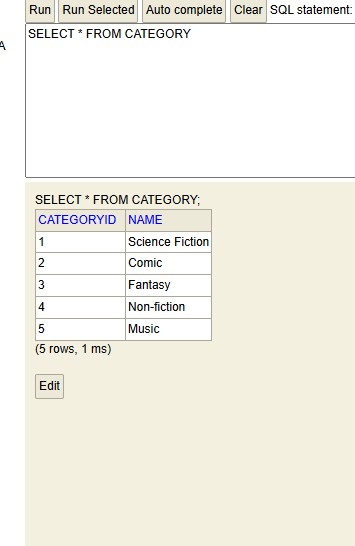 Run Run Selected Auto complete Clear SQL statement:
SELECT * FROM CATEGORY
A
SELECT * FROM CATEGORY;
CATEGORYID NAME
1 Science Fiction
2 Comic
3 Fantasy
4 Non-fiction
5 Music
(5 rows, 1 ms)
Edit